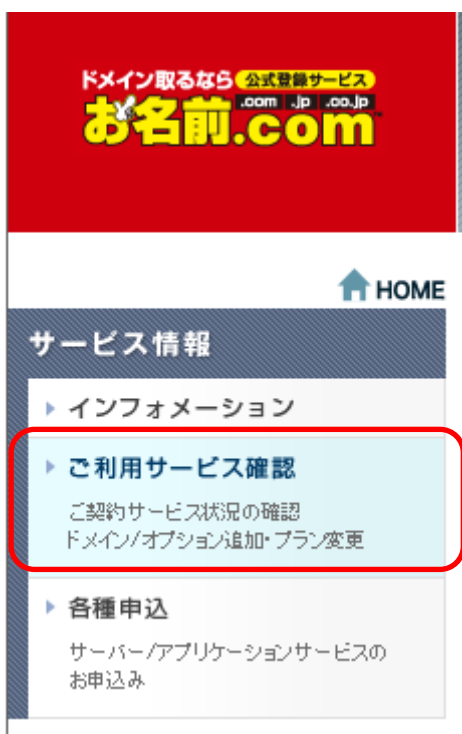 ドメイン取るなら 公式登録サービス
.com .jp .co.jp
お名前.com
HOME
サービス情報
インフォメーション
ご利用サービス確認
ご契約サービス状況の確認
ドメイン/オプション追加・プラン変更
各種申込
サーバー/アプリケーションサービスの
お申込み